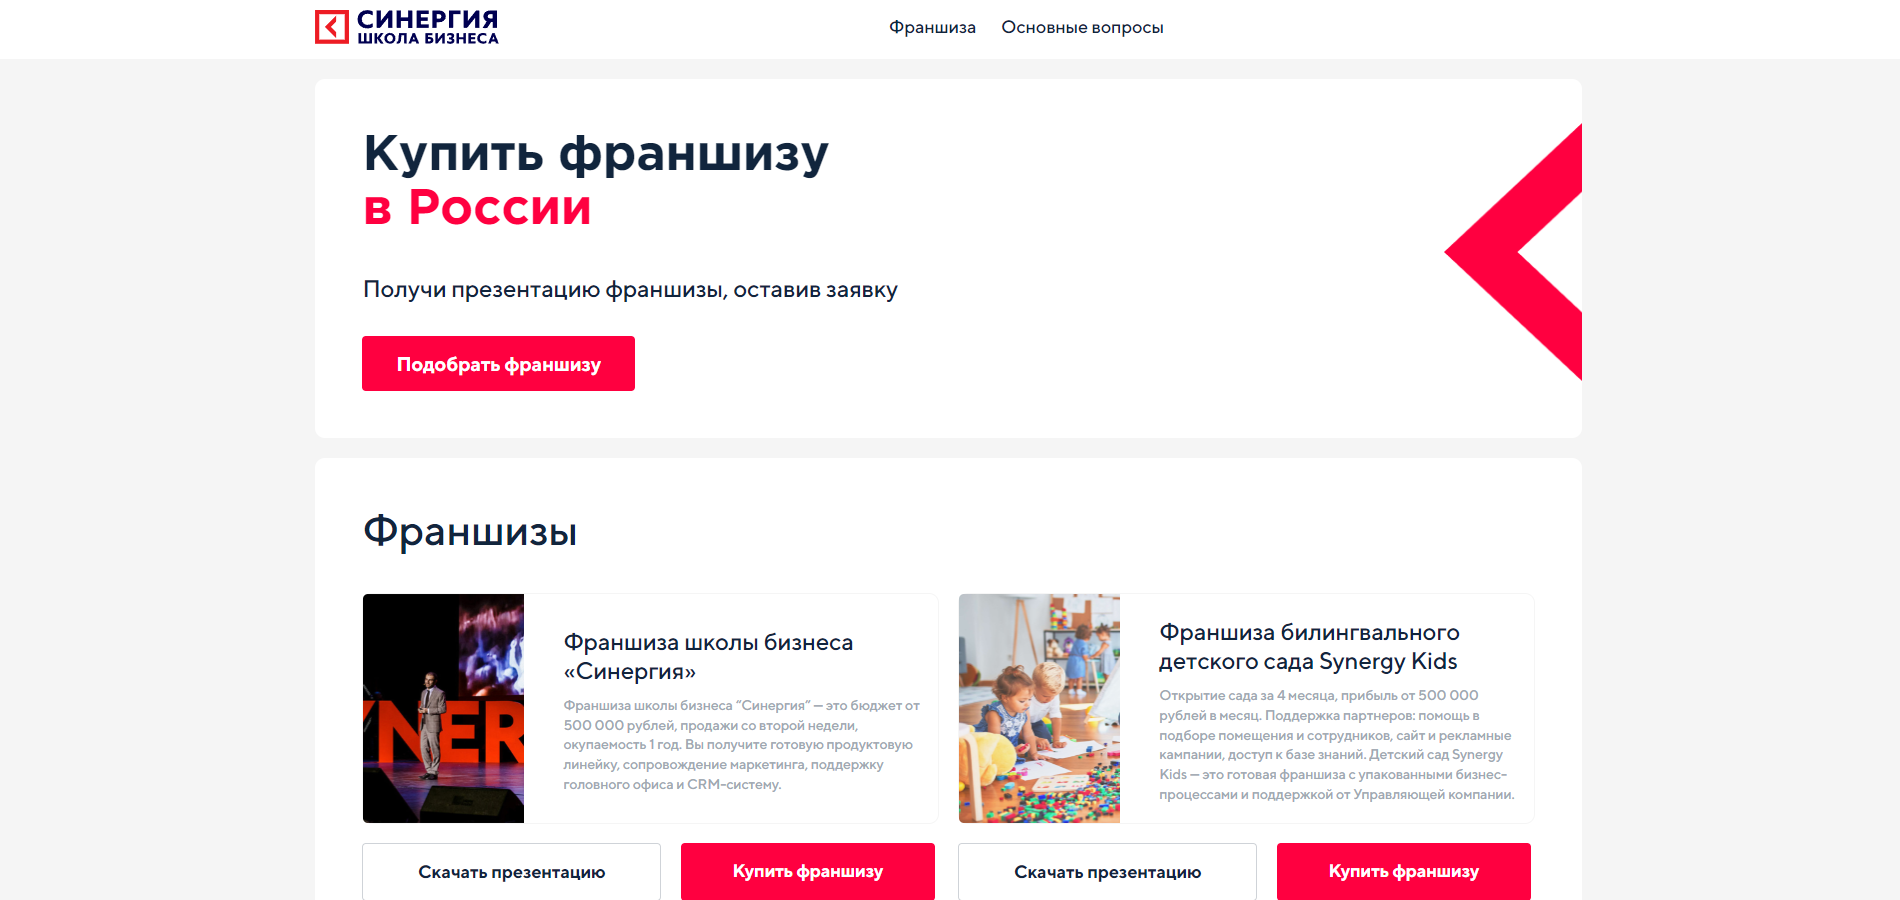 СИНЕРГИЯ
ШКОЛА БИЗНЕСА
Франшиза
Основные вопросы
Купить франшизу
в России
Получи презентацию франшизы, оставив заявку
Подобрать франшизу
Франшизы
YNER
Франшиза школы бизнеса
«Синергия»
Франшиза школы бизнеса “Синергия” — это бюджет от
500 000 рублей, продажи со второй недели,
окупаемость 1 год. Вы получите готовую продуктовую
линейку, сопровождение маркетинга, поддержку
головного офиса и CRM-систему.
Скачать презентацию
Купить франшизу
Франшиза билингвального
детского сада Synergy Kids
Открытие сада за 4 месяца, прибыль от 500 000
рублей в месяц. Поддержка партнеров: помощь в
подборе помещения и сотрудников, сайт и рекламные
кампании, доступ к базе знаний. Детский сад Synergy
Kids — это готовая франшиза с упакованными бизнес-
процессами и поддержкой от Управляющей компании.
Скачать презентацию
Купить франшизу